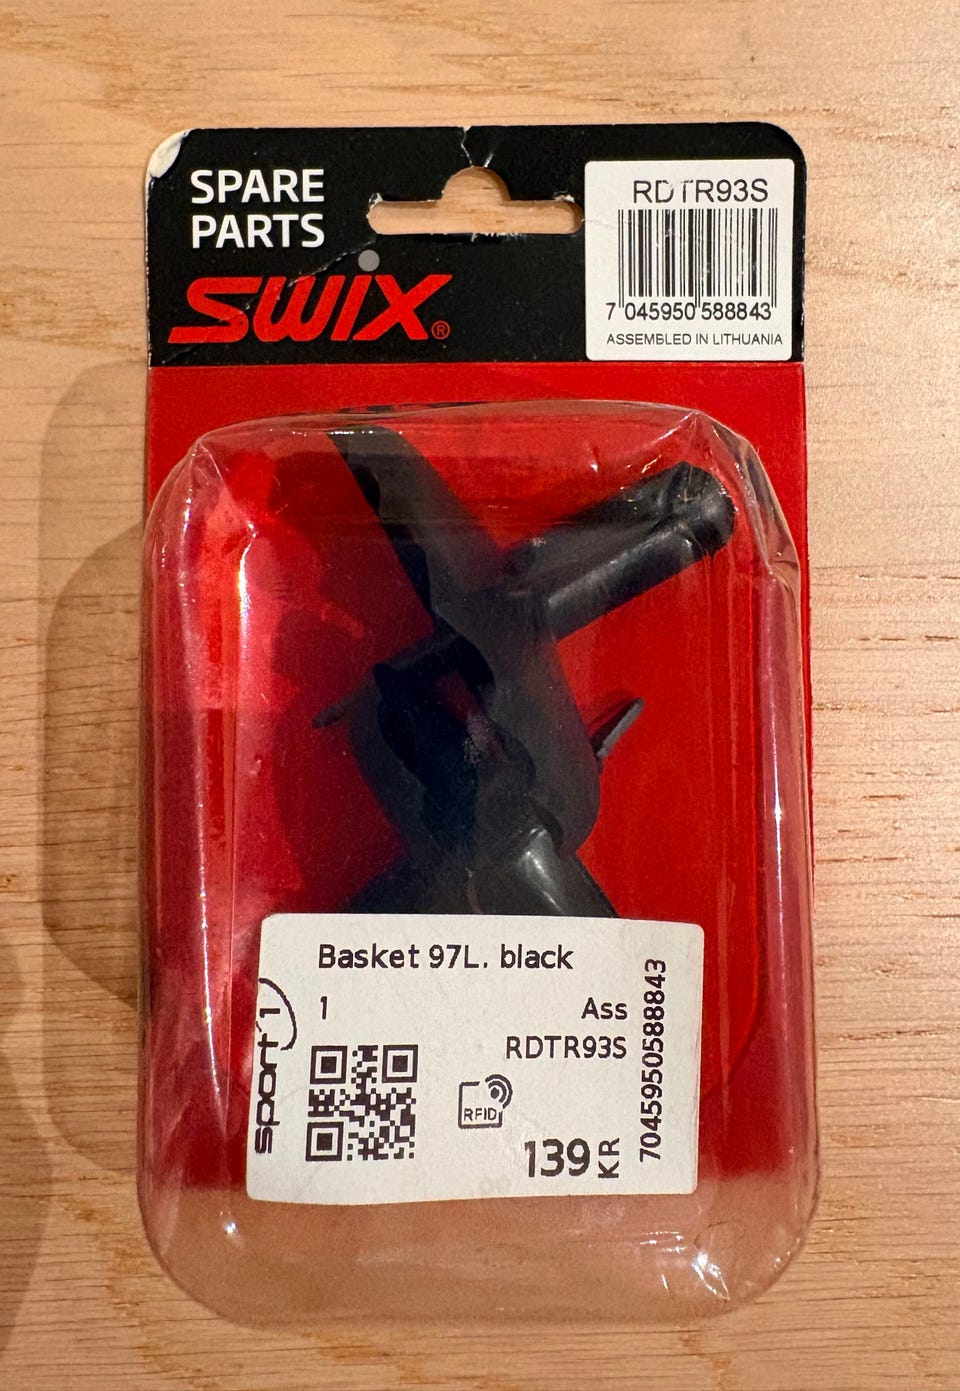 SPARE
PARTS
SWIX®
RDTR93S
7 045950 588843
ASSEMBLED IN LITHUANIA
Basket 97L. black
1
Ass
RDTR93S
sport 1
RFID
139 KR
7045950588843